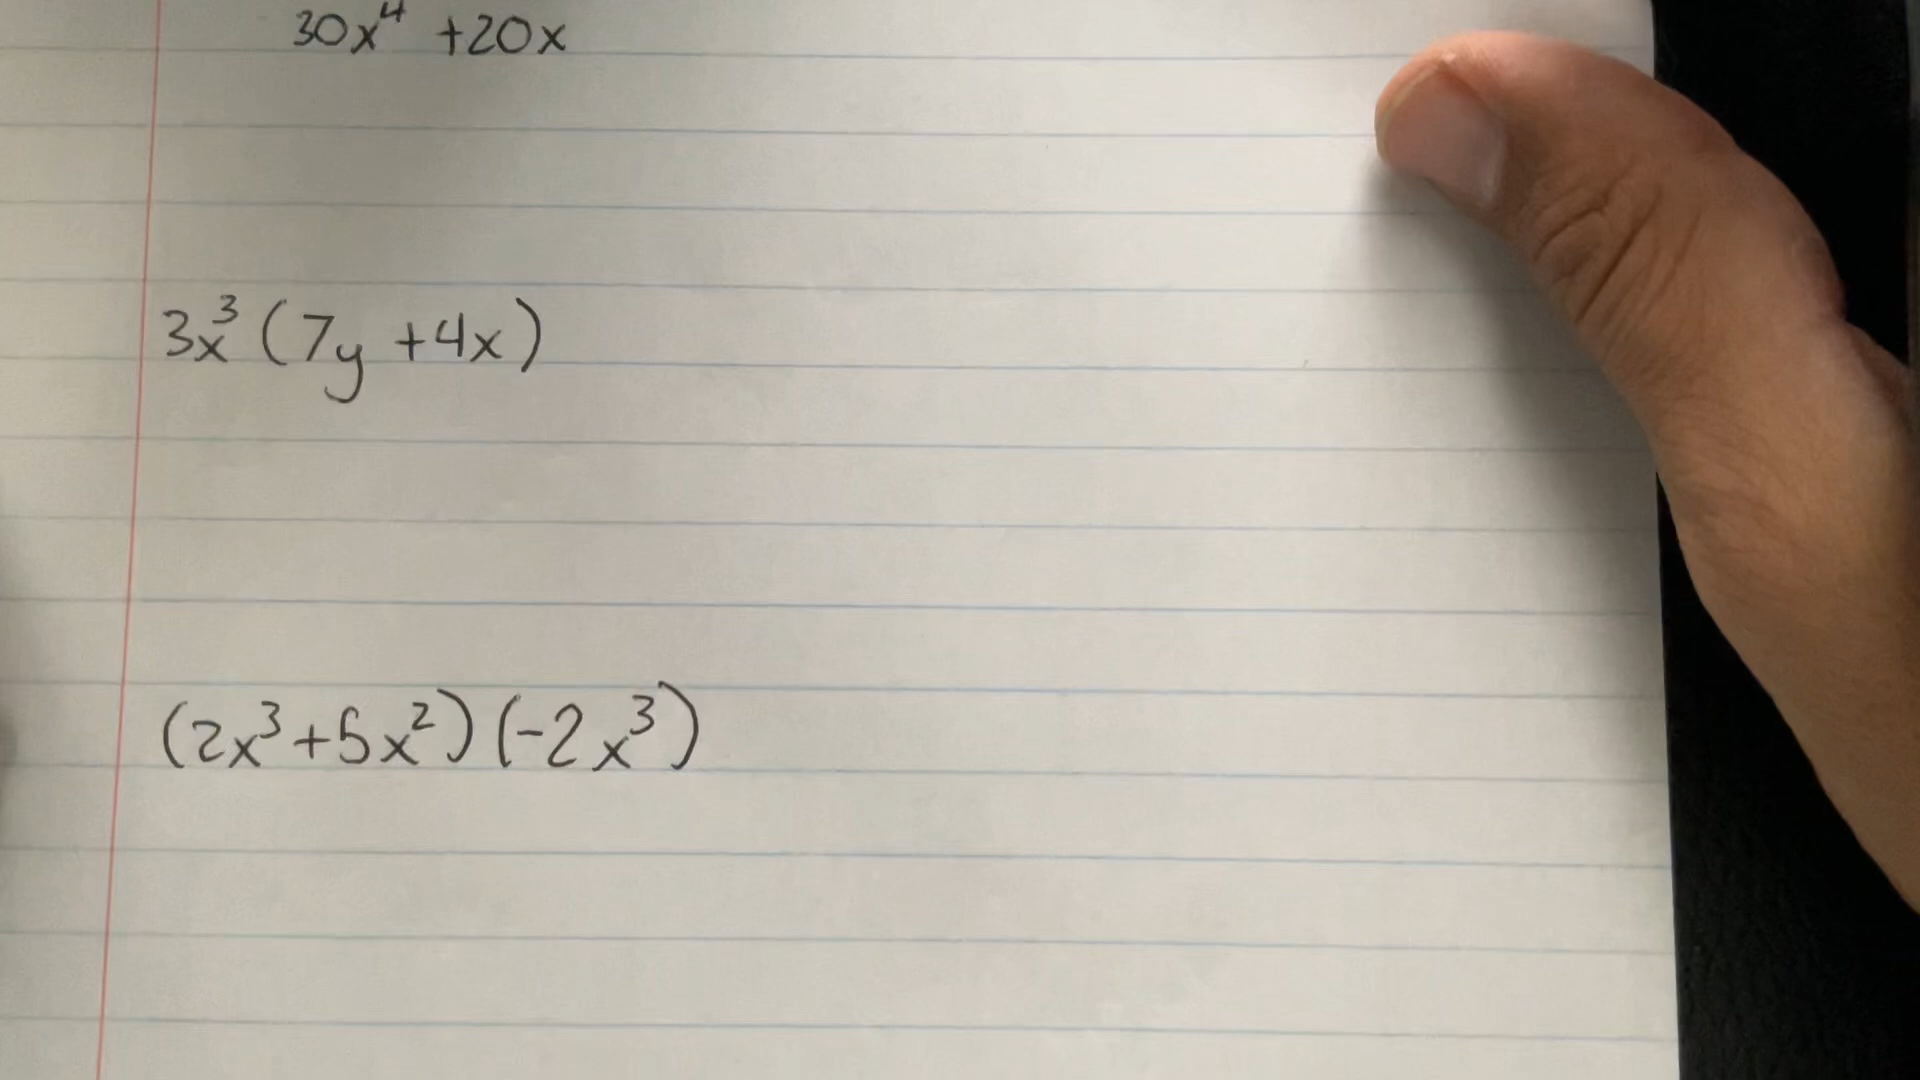 30x⁴ +20x
3x³ (7y +4x)
(2x³+5x²) (-2x³)